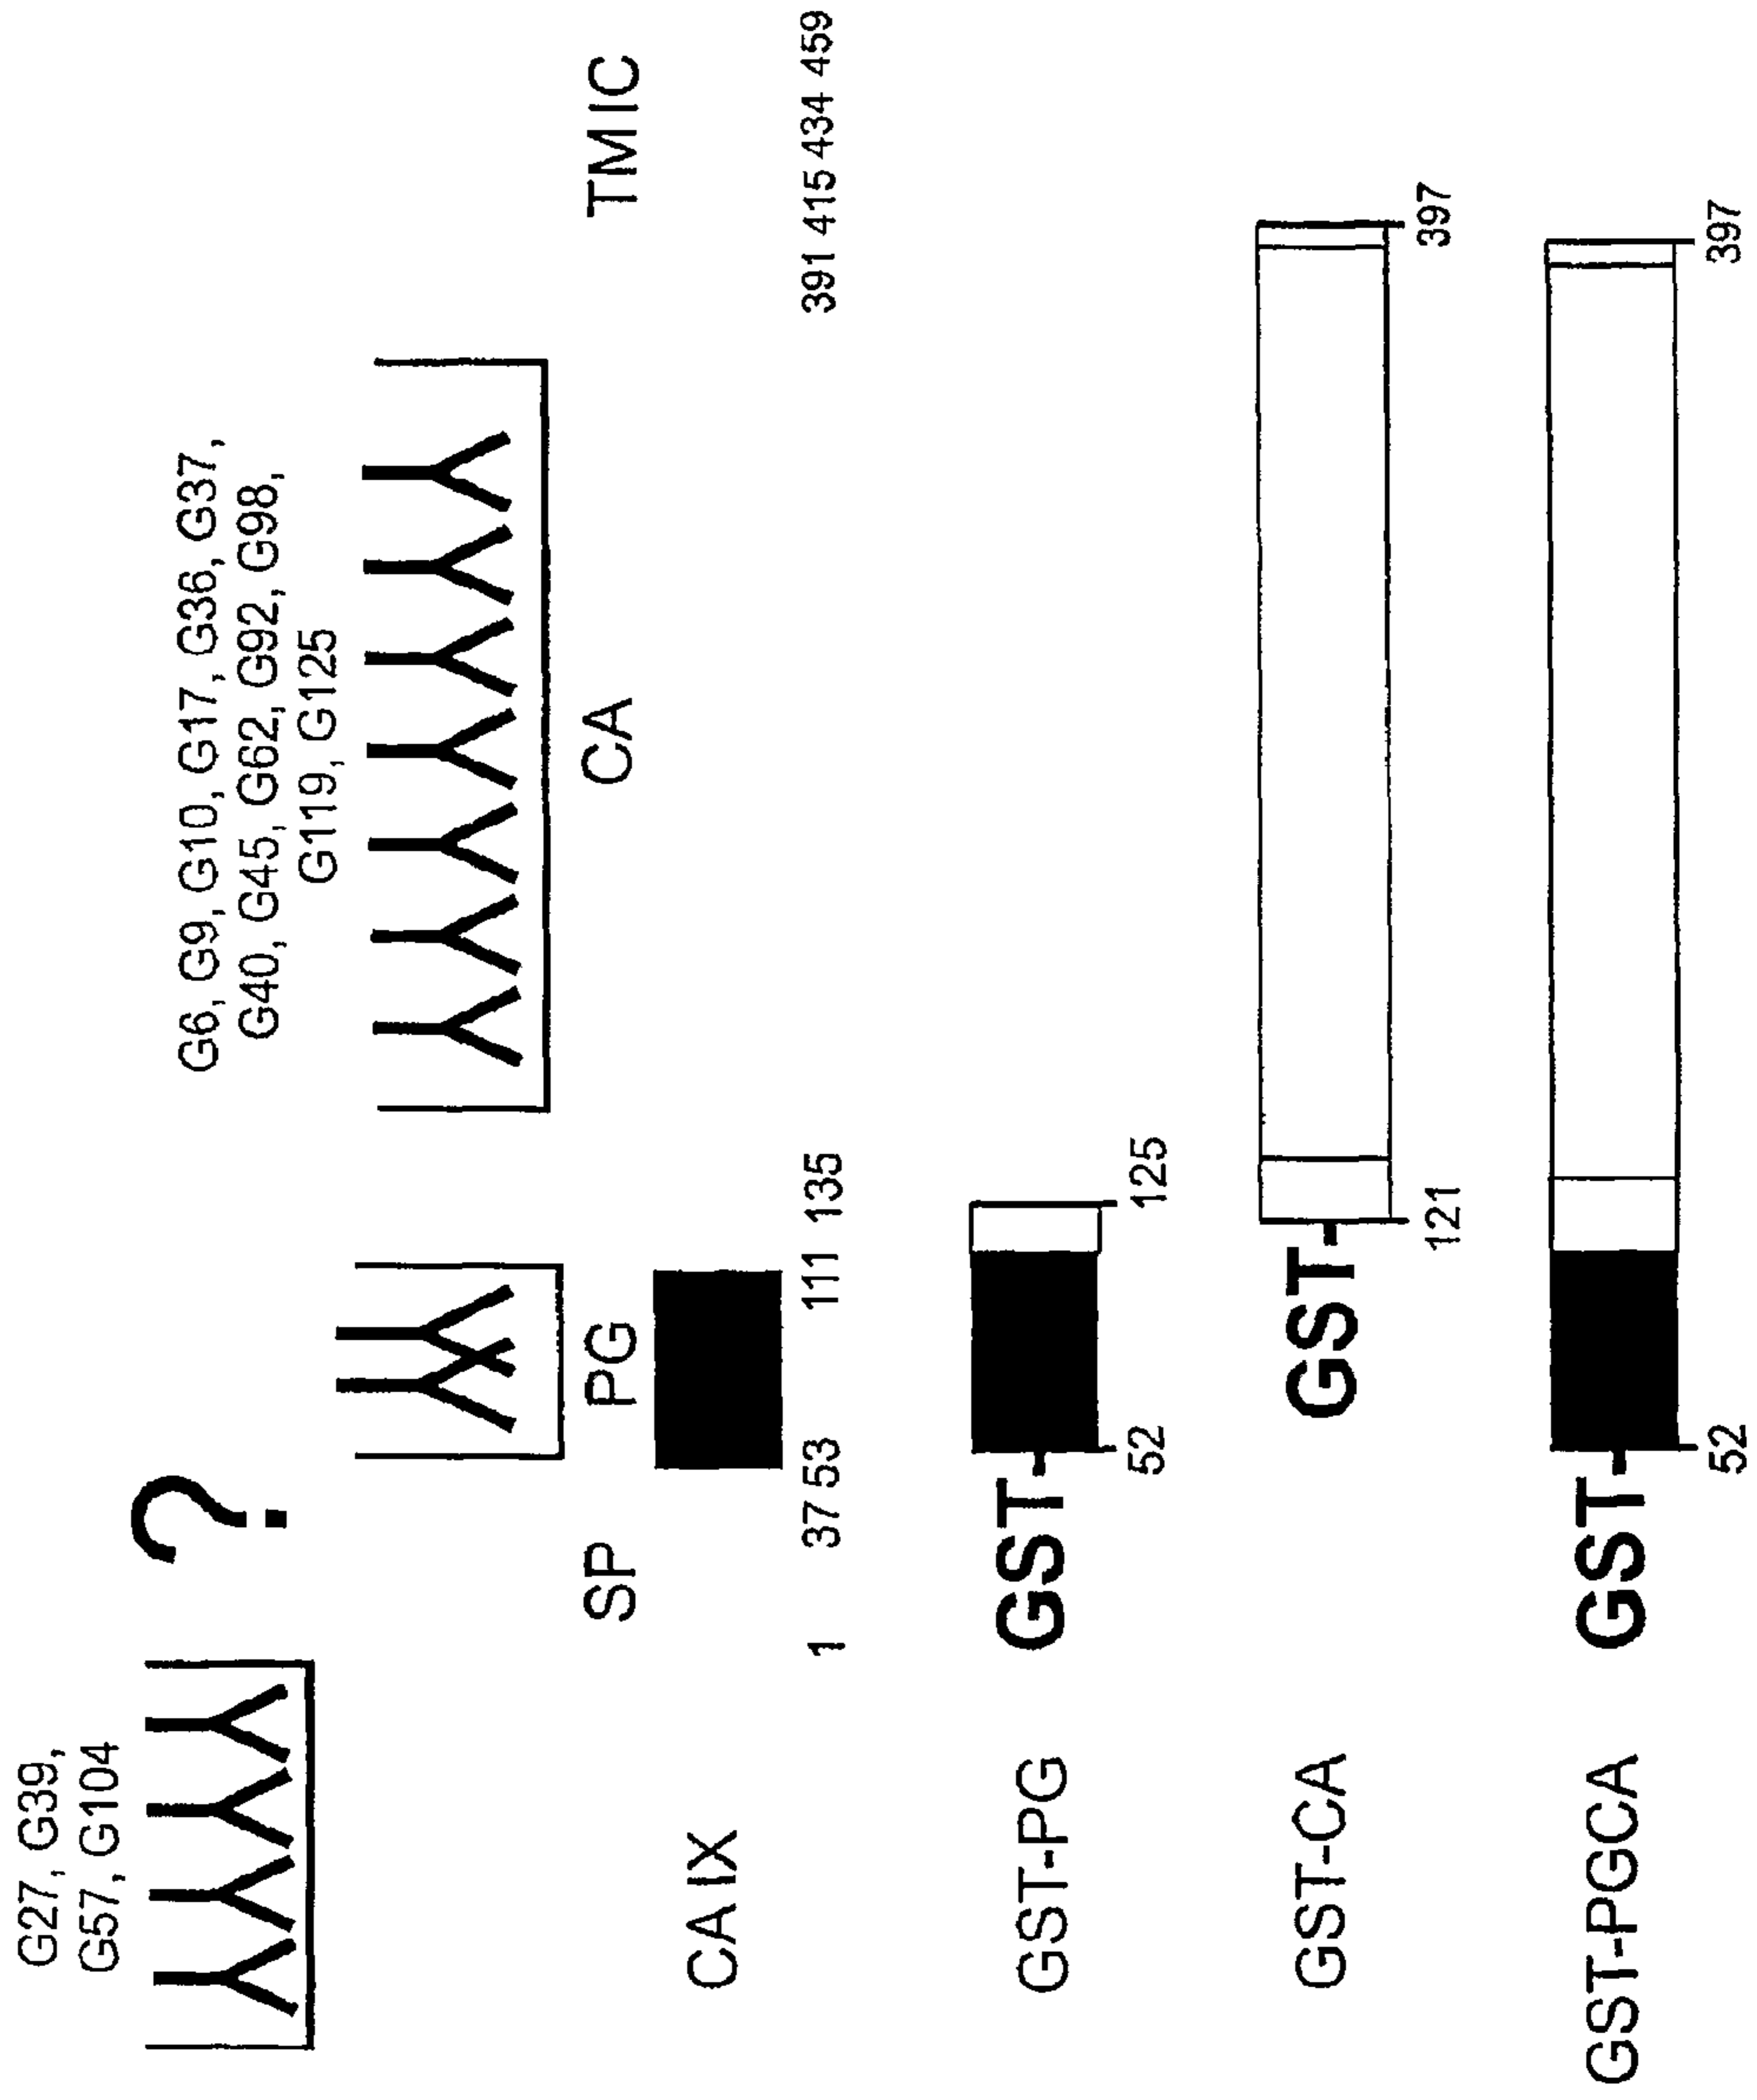 G27, G39,
G57, G104
?
G6, G9, G10, G17, G36, G37,
G40, G45, G62, G92, G98,
G119, G125
SP PG CA TM IC
CA IX
1 37 53 111 135 391 415 434 459
GST-PG
GST-
52 125
GST-CA
GST-
121 397
GST-PGCA
GST-
52 397